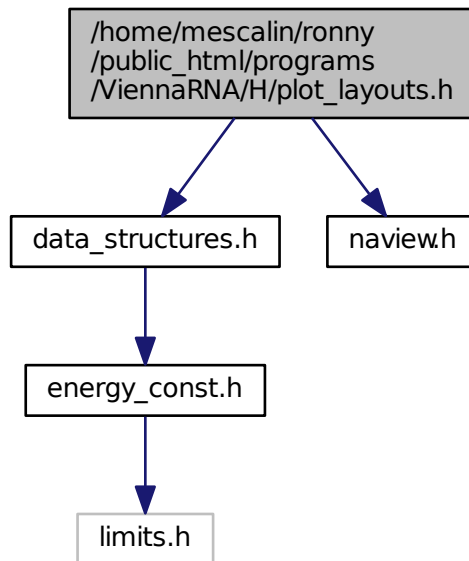 /home/mescalin/ronny
/public_html/programs
/ViennaRNA/H/plot_layouts.h
data_structures.h
naview.h
energy_const.h
limits.h